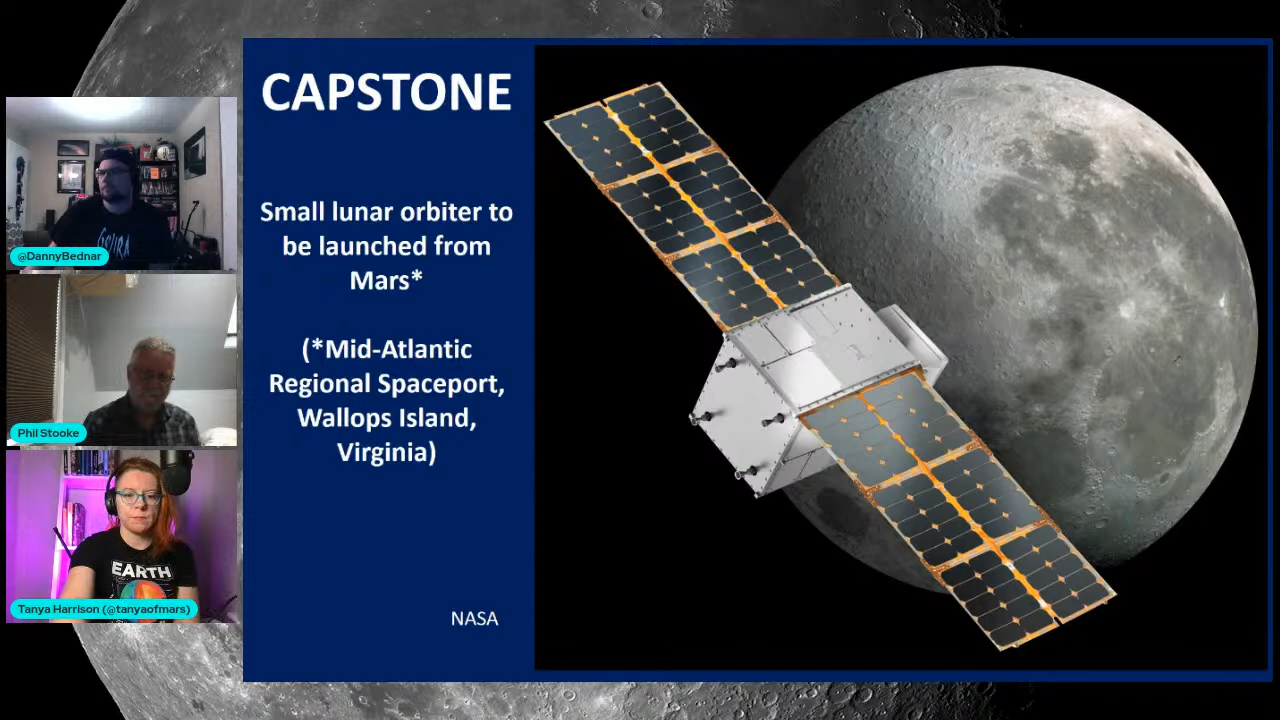 CAPSTONE
Small lunar orbiter to
be launched from
Mars*
(*Mid-Atlantic
Regional Spaceport,
Wallops Island,
Virginia)
NASA
@DannyBednar
Phil Stooke
EARTH
Tanya Harrison (@tanyaofmars)